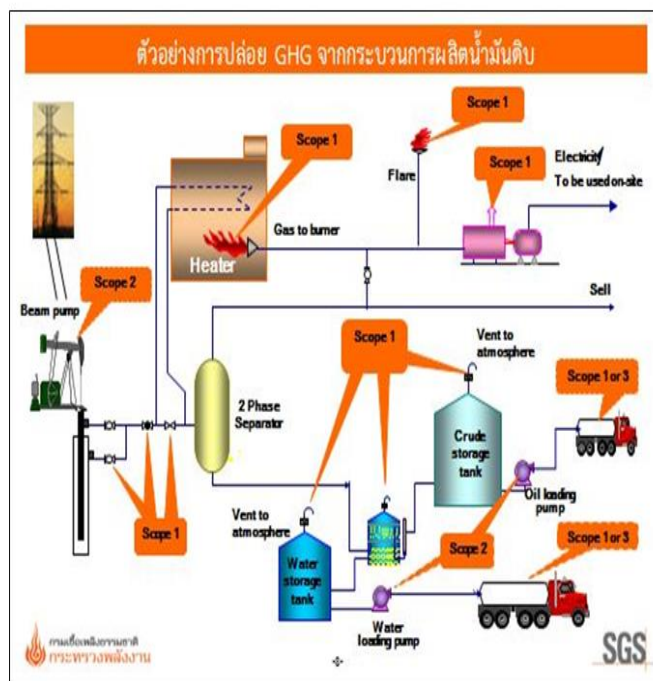 ตัวอย่างการปล่อย GHG จากกระบวนการผลิตน้ำมันดิบ
Scope 1
Scope 1
Flare
Scope 1
Electricity
To be used on-site
Gas to burner
Heater
Scope 2
Beam pump
Sell
Scope 1
Vent to
atmosphere
2 Phase
Separator
Scope 1 or 3
Crude
storage
tank
Oil loading
pump
Scope 1
Vent to
atmosphere
Scope 2
Scope 1 or 3
Water
storage
tank
Water
loading pump
กรมเชื้อเพลิงธรรมชาติ
กระทรวงพลังงาน
SGS